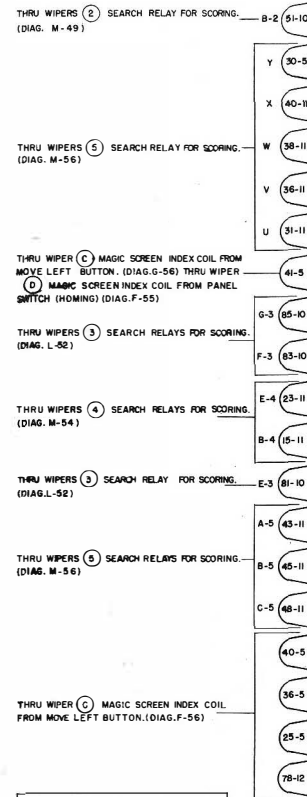 THRU WIPERS (2) SEARCH RELAY FOR SCORING.
(DIAG. M-49)
B-2 51-10
Y 30-5
X 40-11
THRU WIPERS (5) SEARCH RELAY FOR SCORING.
(DIAG. M-56)
W 38-11
V 36-11
U 31-11
THRU WIPER (C) MAGIC SCREEN INDEX COIL FROM
MOVE LEFT BUTTON. (DIAG.G-56) THRU WIPER
(D) MAGIC SCREEN INDEX COIL FROM PANEL
SWITCH (HOMING) (DIAG.F-55)
41-5
G-3 85-10
THRU WIPERS (3) SEARCH RELAYS FOR SCORING.
(DIAG. L-52)
F-3 83-10
E-4 23-11
THRU WIPERS (4) SEARCH RELAYS FOR SCORING.
(DIAG. M-54)
B-4 15-11
THRU WIPERS (3) SEARCH RELAY FOR SCORING.
(DIAG.L-52)
E-3 81-10
A-5 43-11
THRU WIPERS (5) SEARCH RELAYS FOR SCORING.
(DIAG. M-56)
B-5 45-11
C-5 48-11
40-5
36-5
THRU WIPER (C) MAGIC SCREEN INDEX COIL
FROM MOVE LEFT BUTTON.(DIAG.F-56)
25-5
78-12